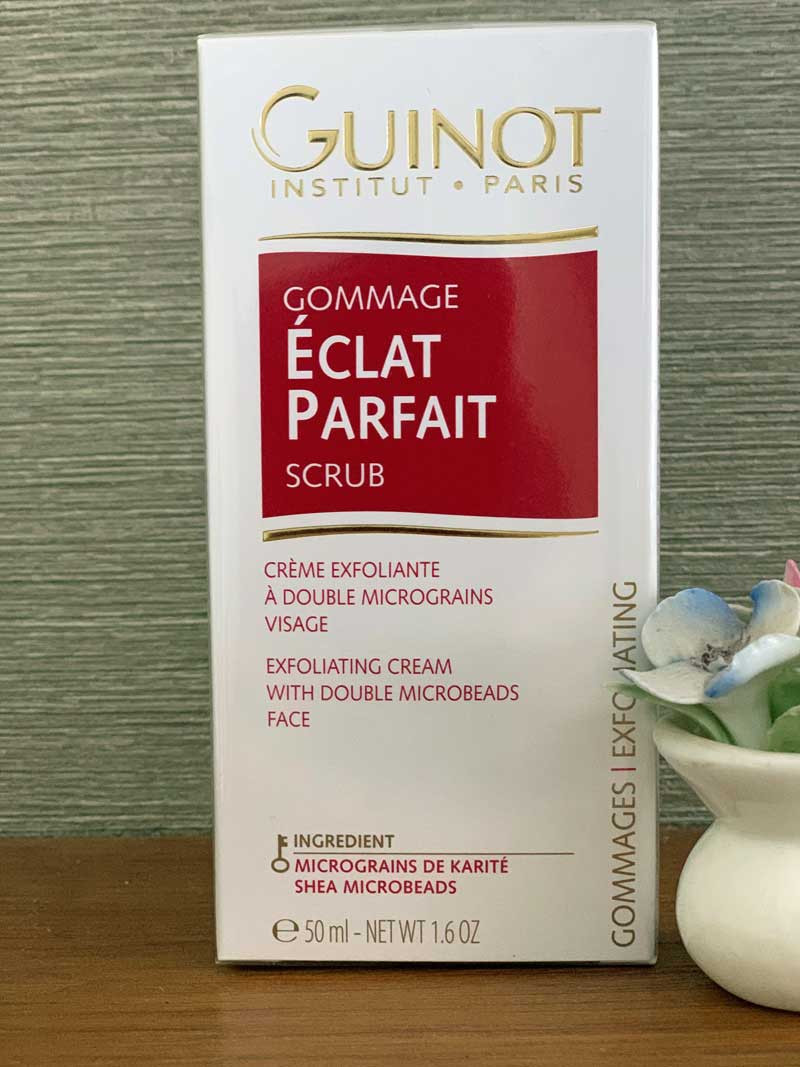 GUINOT
INSTITUT • PARIS
GOMMAGE
ÉCLAT
PARFAIT
SCRUB
CRÈME EXFOLIANTE
À DOUBLE MICROGRAINS
VISAGE
EXFOLIATING CREAM
WITH DOUBLE MICROBEADS
FACE
INGREDIENT
MICROGRAINS DE KARITÉ
SHEA MICROBEADS
℮ 50 ml - NET WT 1.6 OZ
GOMMAGES | EXFOLIATING